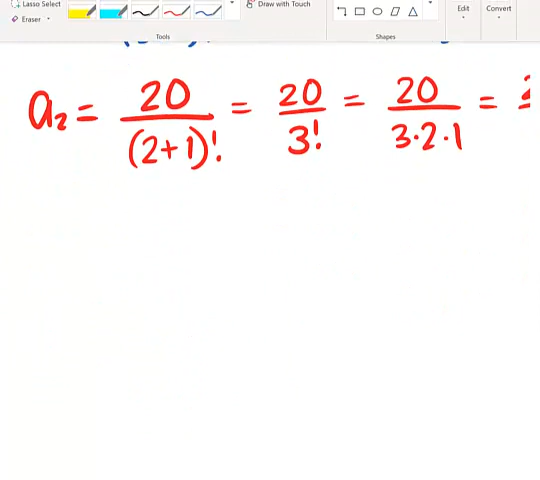 Lasso Select
Eraser
Draw with Touch
Edit
Convert
Tools
Shapes
a₂ = 20/(2+1)! = 20/3! = 20/3·2·1 =